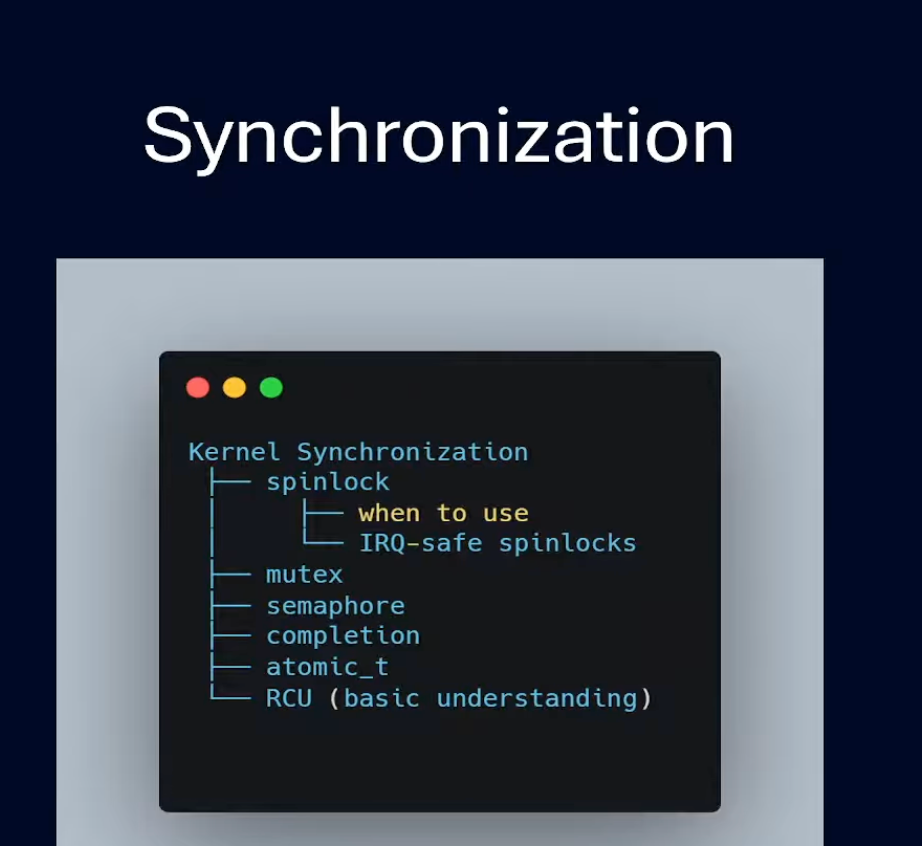 Synchronization
Kernel Synchronization
├── spinlock
│     ├── when to use
│     └── IRQ-safe spinlocks
├── mutex
├── semaphore
├── completion
├── atomic_t
└── RCU (basic understanding)